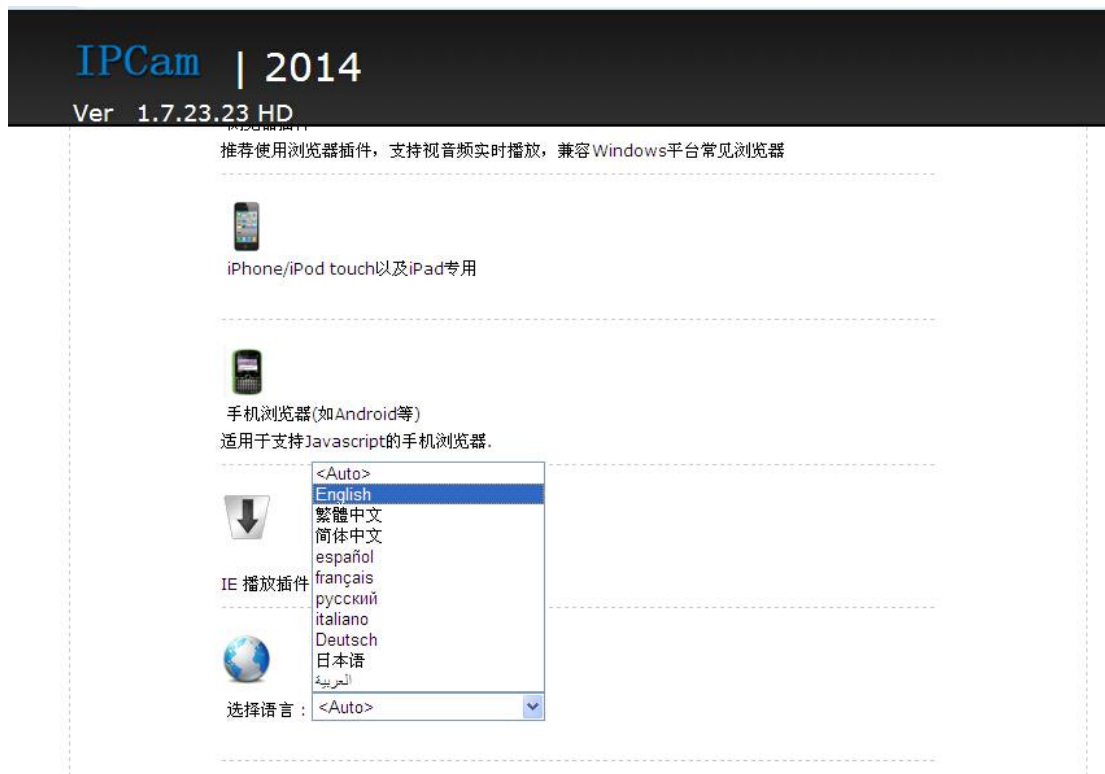 IPCam | 2014
Ver 1.7.23.23 HD
浏览器插件
推荐使用浏览器插件，支持视音频实时播放，兼容Windows平台常见浏览器
iPhone/iPod touch以及iPad专用
手机浏览器(如Android等)
适用于支持Javascript的手机浏览器.
<Auto>
English
繁體中文
简体中文
español
français
русский
italiano
Deutsch
日本语
العربية
IE 播放插件
选择语言： <Auto>